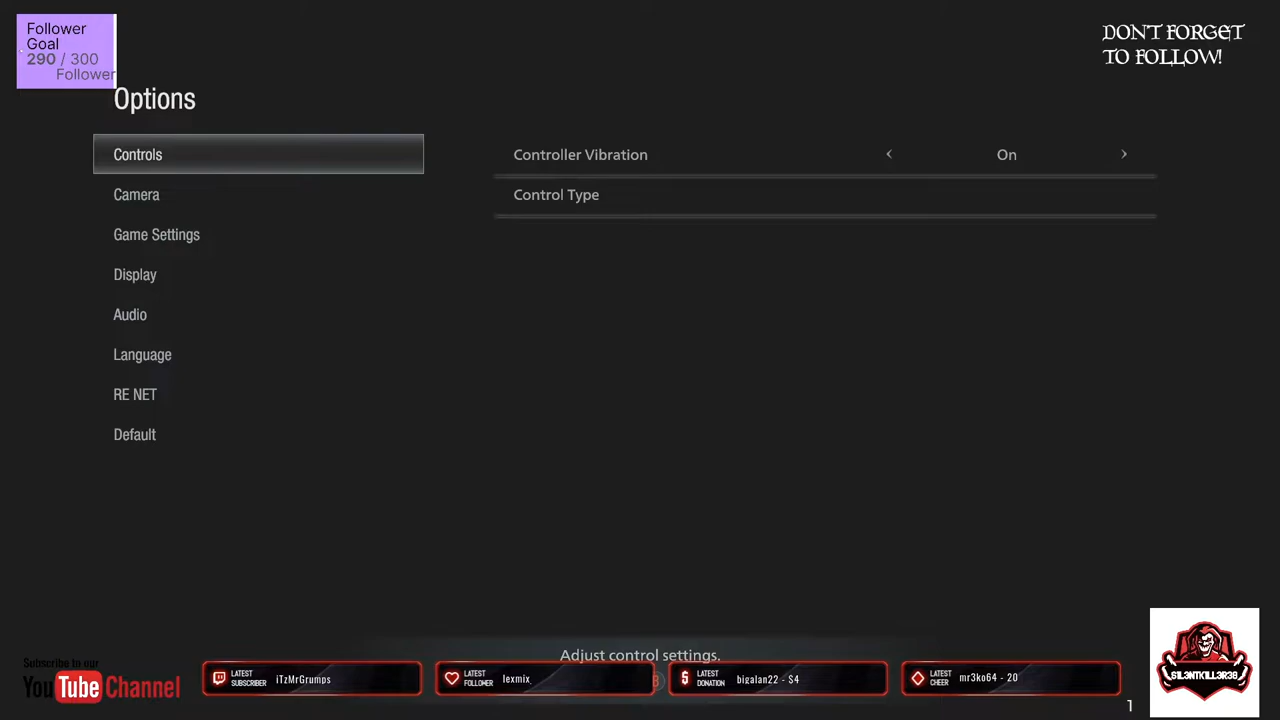 Follower
Goal
290 / 300
Follower
DON'T FORGET
TO FOLLOW!
Options
Controls
Camera
Game Settings
Display
Audio
Language
RE NET
Default
Controller Vibration
On
Control Type
Adjust control settings.
Subscribe to our
YouTube Channel
LATEST
SUBSCRIBER
iTzMrGrumps
LATEST
FOLLOWER
lexmix
LATEST
DONATION
bigalan22 - $4
LATEST
CHEER
mr3ko64 - 20
S1L3NTK1LL3R38
1